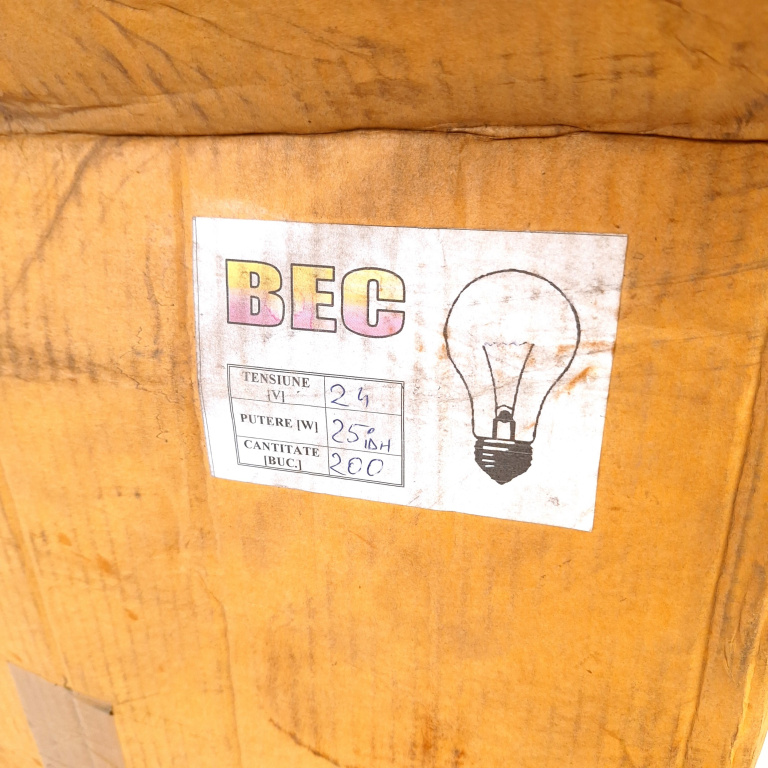 BEC
TENSIUNE [V] 24
PUTERE [W] 25
CANTITATE [BUC.] 200